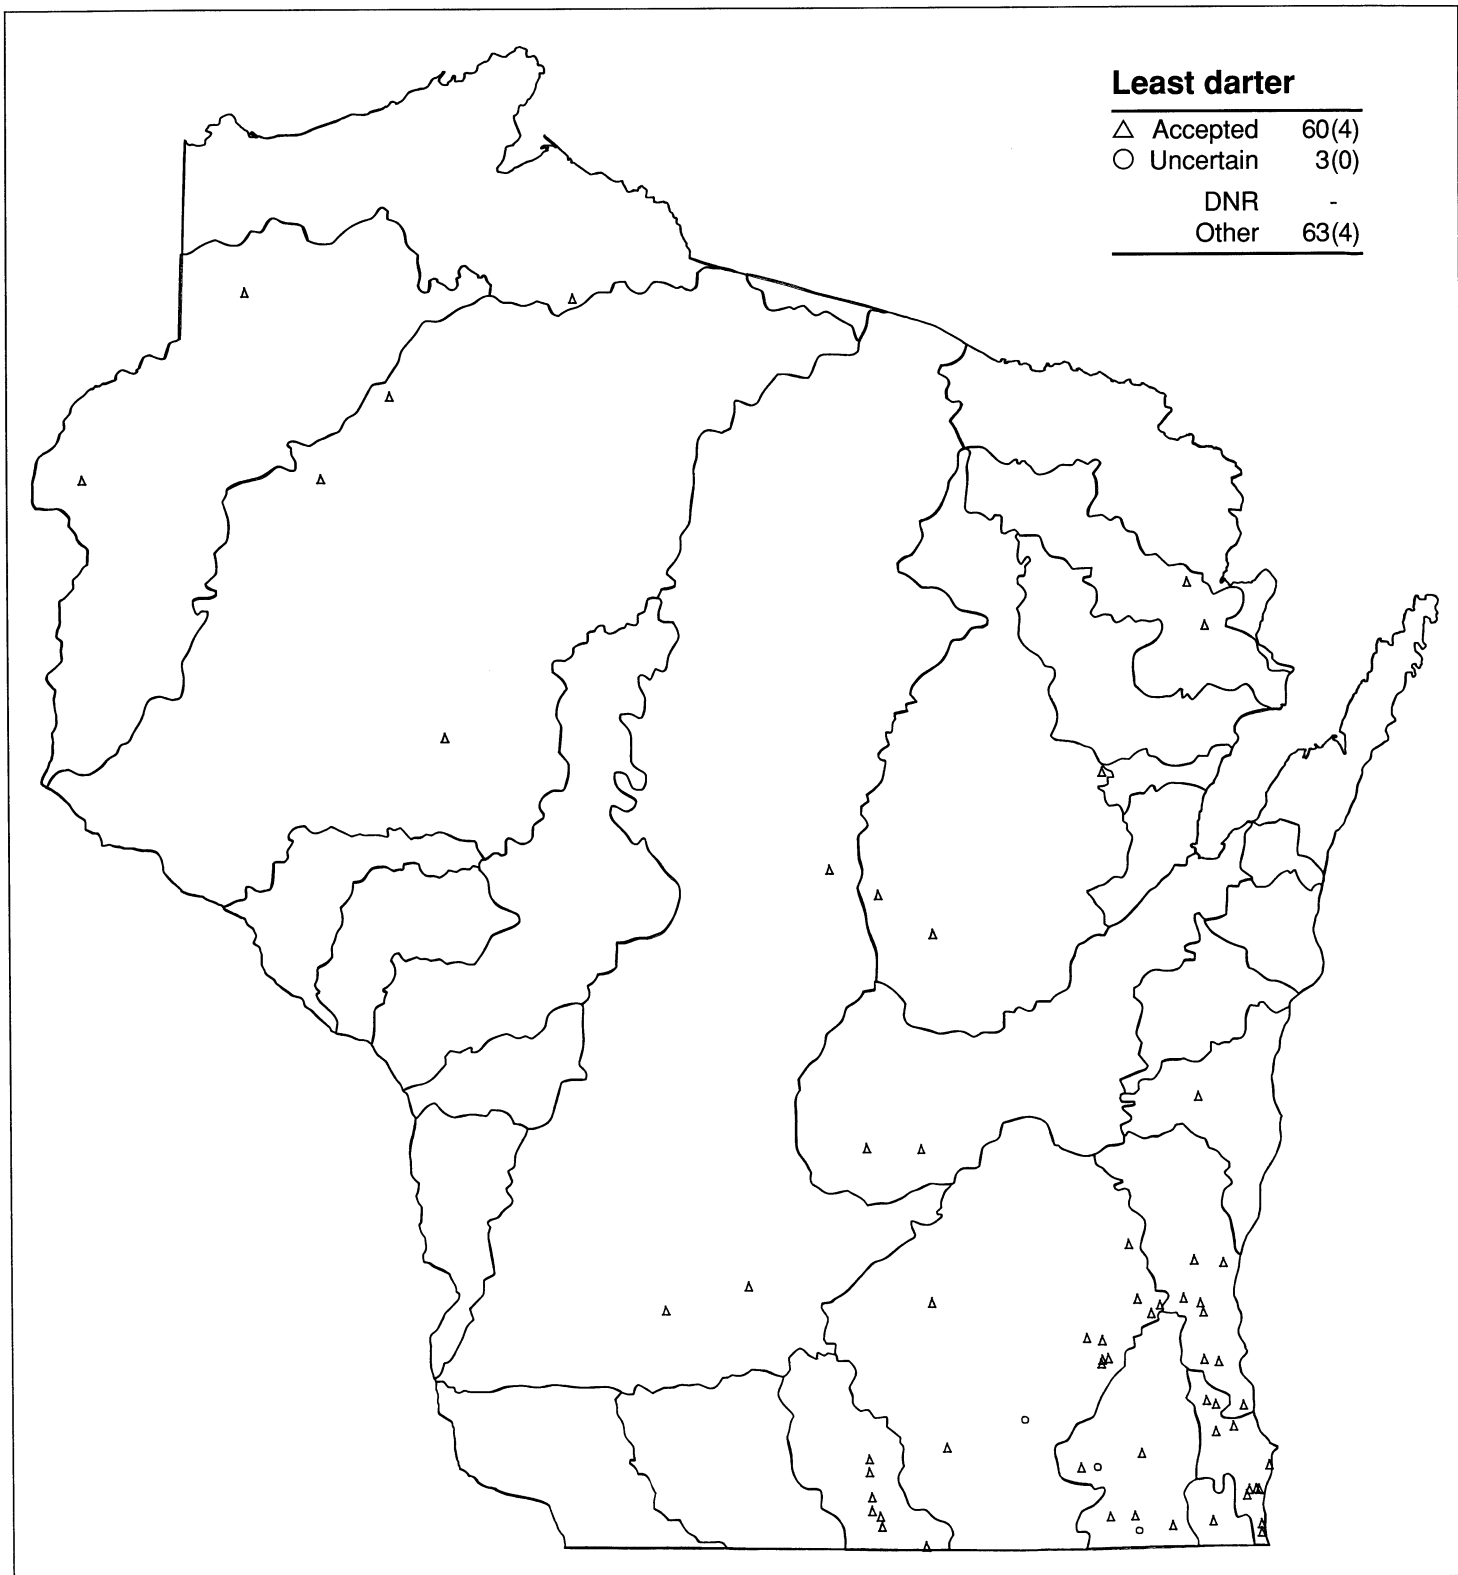 Least darter
△ Accepted 60(4)
○ Uncertain 3(0)
DNR -
Other 63(4)